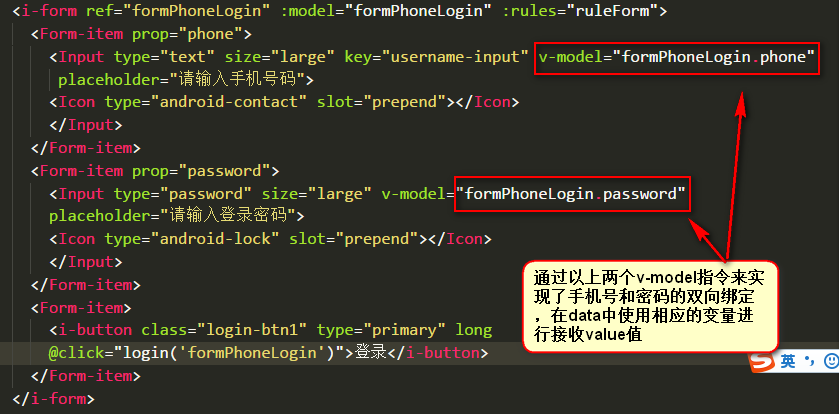 <i-form ref="formPhoneLogin" :model="formPhoneLogin" :rules="ruleForm">
<Form-item prop="phone">
<Input type="text" size="large" key="username-input" v-model="formPhoneLogin.phone"
placeholder="请输入手机号码">
<Icon type="android-contact" slot="prepend"></Icon>
</Input>
</Form-item>
<Form-item prop="password">
<Input type="password" size="large" v-model="formPhoneLogin.password"
placeholder="请输入登录密码">
<Icon type="android-lock" slot="prepend"></Icon>
</Input>
</Form-item>
<Form-item>
<i-button class="login-btn1" type="primary" long
@click="login('formPhoneLogin')">登录</i-button>
</Form-item>
</i-form>
通过以上两个v-model指令来实
现了手机号和密码的双向绑定
，在data中使用相应的变量进
行接收value值
S 英